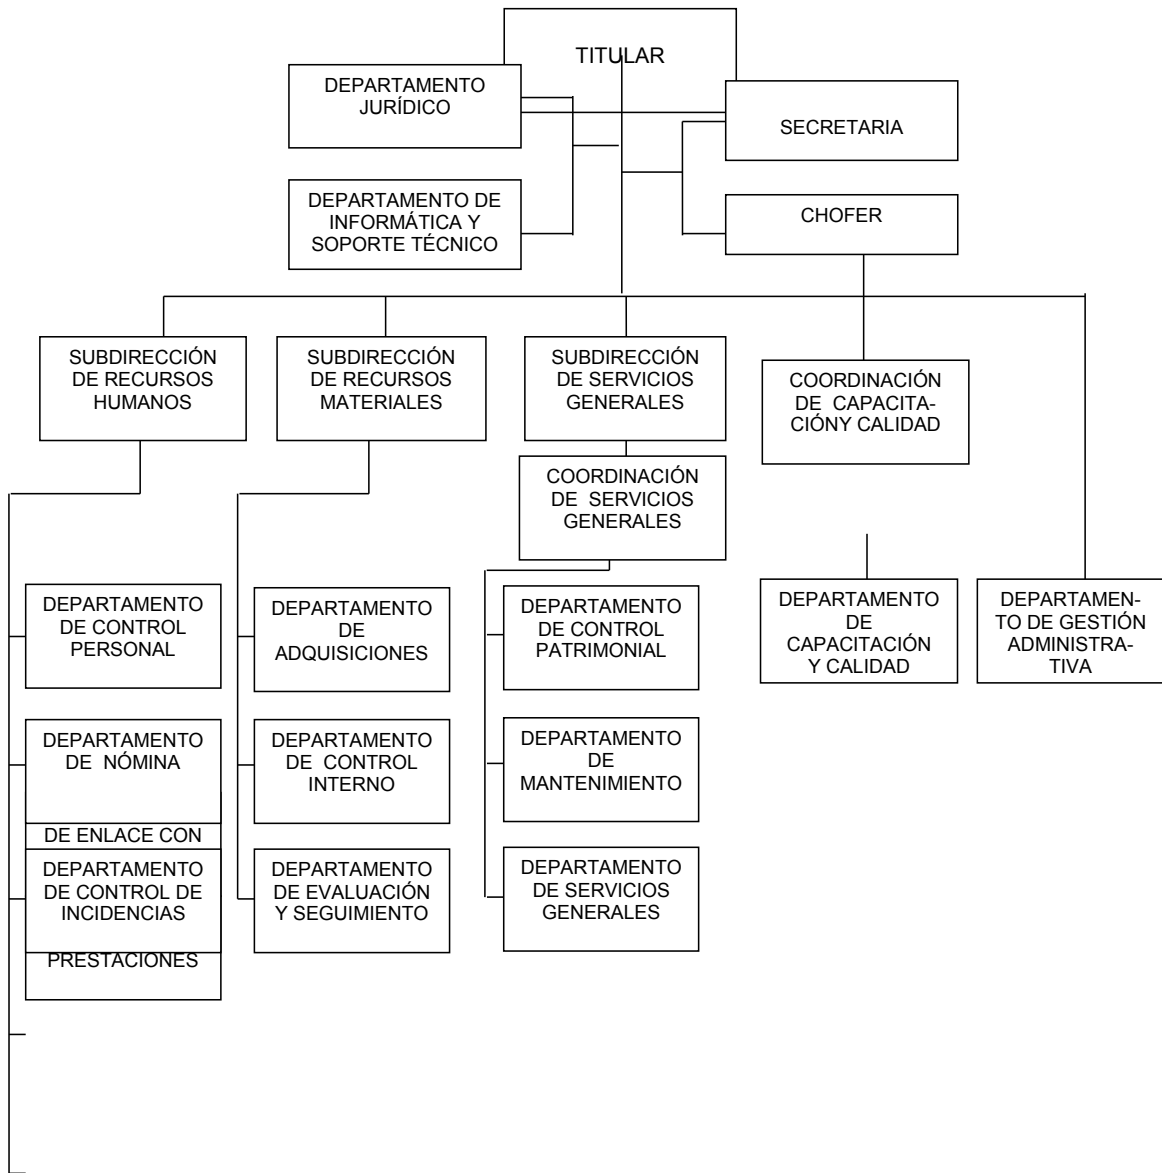 TITULAR
DEPARTAMENTO
JURÍDICO
SECRETARIA
DEPARTAMENTO DE
INFORMÁTICA Y
SOPORTE TÉCNICO
CHOFER
SUBDIRECCIÓN
DE RECURSOS
HUMANOS
SUBDIRECCIÓN
DE RECURSOS
MATERIALES
SUBDIRECCIÓN
DE SERVICIOS
GENERALES
COORDINACIÓN
DE CAPACITA-
CIÓNY CALIDAD
COORDINACIÓN
DE SERVICIOS
GENERALES
DEPARTAMENTO
DE CONTROL
PERSONAL
DEPARTAMENTO
DE
ADQUISICIONES
DEPARTAMENTO
DE CONTROL
PATRIMONIAL
DEPARTAMENTO
DE
CAPACITACIÓN
Y CALIDAD
DEPARTAMEN-
TO DE GESTIÓN
ADMINISTRA-
TIVA
DEPARTAMENTO
DE NÓMINA
DEPARTAMENTO
DE CONTROL
INTERNO
DEPARTAMENTO
DE
MANTENIMIENTO
DE ENLACE CON
DEPARTAMENTO
DE CONTROL DE
INCIDENCIAS
PRESTACIONES
DEPARTAMENTO
DE EVALUACIÓN
Y SEGUIMIENTO
DEPARTAMENTO
DE SERVICIOS
GENERALES